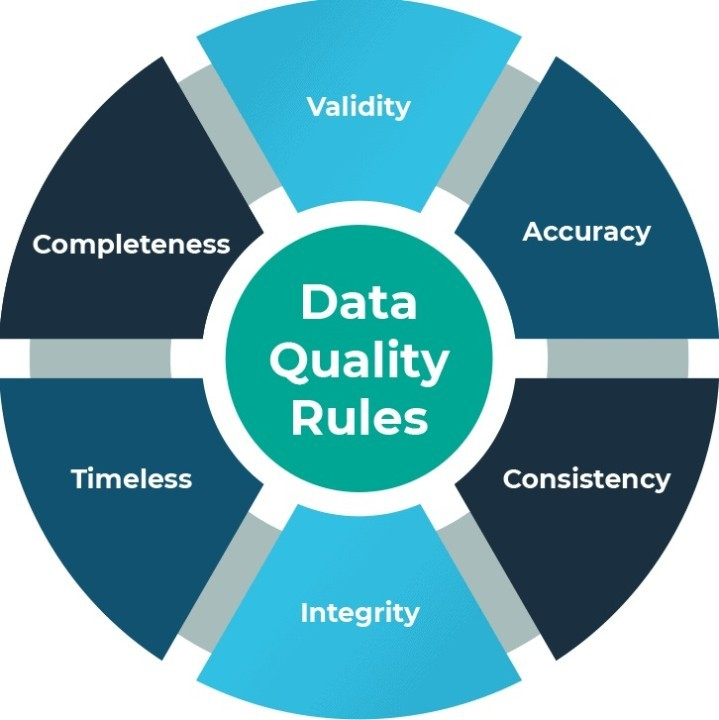 Validity
Accuracy
Completeness
Data
Quality
Rules
Timeless
Consistency
Integrity